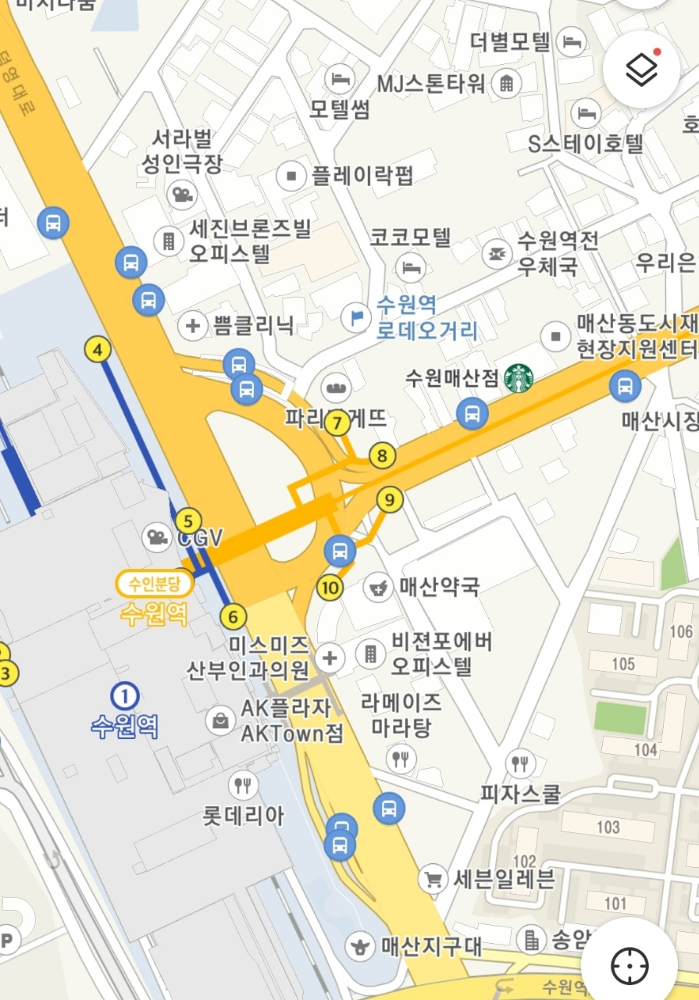 덕영대로
더별모텔
MJ스톤타워
모텔썸
S스테이호텔
서라벌
성인극장
플레이락펍
세진브론즈빌
오피스텔
코코모텔
수원역전
우체국
우리은
쁨클리닉
수원역
로데오거리
매산동도시재
현장지원센터
4
수원매산점
파리
게뜨
7
매산시장
8
9
5
CGV
수인분당
수원역
10
매산약국
6
미스미즈
산부인과의원
비젼포에버
오피스텔
106
105
3
1
수원역
AK플라자
AKTown점
라메이즈
마라탕
104
피자스쿨
롯데리아
103
102
세븐일레븐
101
P
매산지구대
송암
수원역